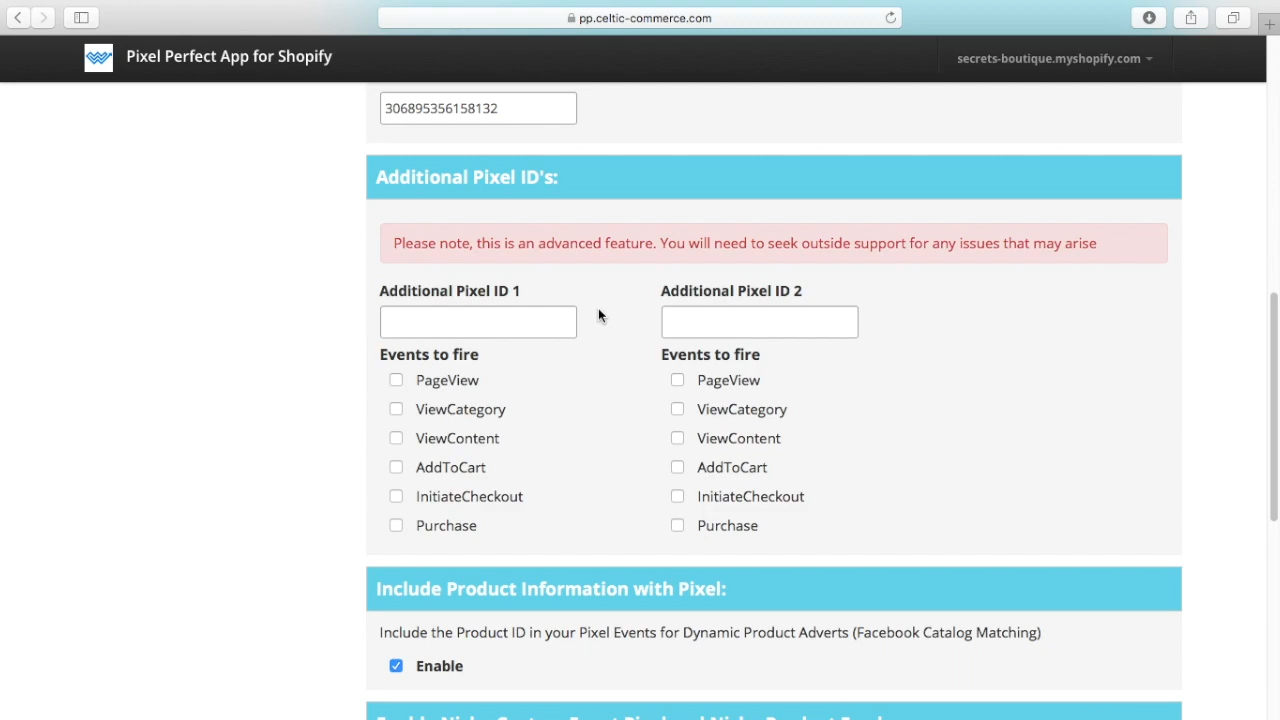 pp.celtic-commerce.com
Pixel Perfect App for Shopify
secrets-boutique.myshopify.com
306895356158132
Additional Pixel ID's:
Please note, this is an advanced feature. You will need to seek outside support for any issues that may arise
Additional Pixel ID 1
Additional Pixel ID 2
Events to fire
Events to fire
PageView
PageView
ViewCategory
ViewCategory
ViewContent
ViewContent
AddToCart
AddToCart
InitiateCheckout
InitiateCheckout
Purchase
Purchase
Include Product Information with Pixel:
Include the Product ID in your Pixel Events for Dynamic Product Adverts (Facebook Catalog Matching)
Enable